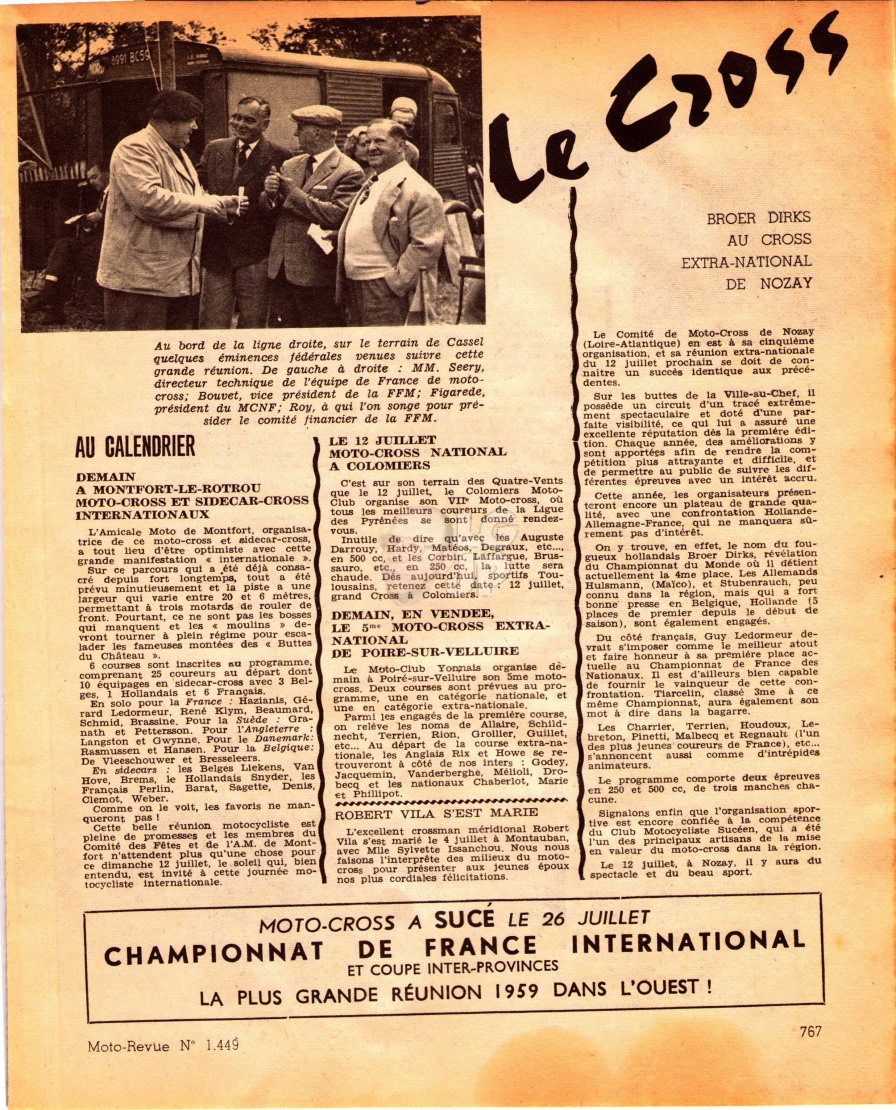 6991 BC59
Le Cross
Au bord de la ligne droite, sur le terrain de Cassel
quelques éminences fédérales venues suivre cette
grande réunion. De gauche à droite : MM. Seery,
directeur technique de l'équipe de France de moto-
cross; Bouvet, vice président de la FFM; Figarede,
président du MCNF; Roy, à qui l'on songe pour pré-
sider le comité financier de la FFM.
AU CALENDRIER
DEMAIN
A MONTFORT-LE-ROTROU
MOTO-CROSS ET SIDECAR-CROSS
INTERNATIONAUX
L'Amicale Moto de Montfort, organisa-
trice de ce moto-cross et sidecar-cross,
a tout lieu d'être optimiste avec cette
grande manifestation « internationale ».
Sur ce parcours qui a été déjà consa-
cré depuis fort longtemps, tout a été
prévu minutieusement et la piste a une
largeur qui varie entre 20 et 6 mètres,
permettant à trois motards de rouler de
front. Pourtant, ce ne sont pas les bosses
qui manquent et les « moulins » de-
vront tourner à plein régime pour esca-
lader les fameuses montées des « Buttes
du Château ».
6 courses sont inscrites au programme,
comprenant 25 coureurs au départ dont
10 équipages en sidecar-cross avec 3 Bel-
ges, 1 Hollandais et 6 Français.
En solo pour la France : Hazianis, Gé-
rard Ledormeur, René Klym, Beaumard,
Schmid, Brassine. Pour la Suède : Gra-
nath et Pettersson. Pour l'Angleterre :
Langston et Gwynne. Pour le Danemark:
Rasmussen et Hansen. Pour la Belgique:
De Vleeschouwer et Bresseleers.
En sidecars : les Belges Liekens, Van
Hove, Brems, le Hollandais Snyder, les
Français Perlin, Barat, Sagette, Denis,
Clemot, Weber.
Comme on le voit, les favoris ne man-
queront pas !
Cette belle réunion motocycliste est
pleine de promesses et les membres du
Comité des Fêtes et de l'A.M. de Mont-
fort n'attendent plus qu'une chose pour
ce dimanche 12 juillet, le soleil qui, bien
entendu, est invité à cette journée mo-
tocycliste internationale.
LE 12 JUILLET
MOTO-CROSS NATIONAL
A COLOMIERS
C'est sur son terrain des Quatre-Vents
que le 12 juillet, le Colomiers Moto-
Club organise son VIIe Moto-cross, où
tous les meilleurs coureurs de la Ligue
des Pyrénées se sont donné rendez-
vous.
Inutile de dire qu'avec les Auguste
Darrouy, Hardy, Matéos, Degraux, etc...,
en 500 cc, et les Corbin, Laffargue, Brus-
sauro, etc., en 250 cc, la lutte sera
chaude. Dès aujourd'hui, sportifs Tou-
lousains, retenez cette date : 12 juillet,
grand Cross à Colomiers.
DEMAIN, EN VENDEE,
LE 5me MOTO-CROSS EXTRA-
NATIONAL
DE POIRE-SUR-VELLUIRE
Le Moto-Club Yonnais organise de-
main à Poiré-sur-Velluire son 5me moto-
cross. Deux courses sont prévues au pro-
gramme, une en catégorie nationale, et
une en catégorie extra-nationale.
Parmi les engagés de la première course,
on relève les noms de Allaire, Schild-
necht, Terrien, Rion, Grollier, Guillet,
etc... Au départ de la course extra-na-
tionale, les Anglais Rix et Howe se re-
trouveront à côté de nos inters : Godey,
Jacquemin, Vanderberghe, Mélioli, Dro-
becq et les nationaux Chaberlot, Marie
et Phillipot.
ROBERT VILA S'EST MARIE
L'excellent crossman méridional Robert
Vila s'est marié le 4 juillet à Montauban,
avec Mlle Sylvette Issanchou. Nous nous
faisons l'interprète des milieux du moto-
cross pour présenter aux jeunes époux
nos plus cordiales félicitations.
BROER DIRKS
AU CROSS
EXTRA-NATIONAL
DE NOZAY
Le Comité de Moto-Cross de Nozay
(Loire-Atlantique) en est à sa cinquième
organisation, et sa réunion extra-nationale
du 12 juillet prochain se doit de con-
naître un succès identique aux précé-
dentes.
Sur les buttes de la Ville-au-Chef, il
possède un circuit d'un tracé extrême-
ment spectaculaire et doté d'une par-
faite visibilité, ce qui lui a assuré une
excellente réputation dès la première édi-
tion. Chaque année, des améliorations y
sont apportées afin de rendre la com-
pétition plus attrayante et difficile, et
de permettre au public de suivre les dif-
férentes épreuves avec un intérêt accru.
Cette année, les organisateurs présen-
teront encore un plateau de grande qua-
lité, avec une confrontation Hollande-
Allemagne-France, qui ne manquera sû-
rement pas d'intérêt.
On y trouve, en effet, le nom du fou-
gueux hollandais Broer Dirks, révélation
du Championnat du Monde où il détient
actuellement la 4me place. Les Allemands
Hulsmann, (Maïco), et Stubenrauch, peu
connu dans la région, mais qui a fort
bonne presse en Belgique, Hollande (5
places de premier depuis le début de
saison), sont également engagés.
Du côté français, Guy Ledormeur de-
vrait s'imposer comme le meilleur atout
et faire honneur à sa première place ac-
tuelle au Championnat de France des
Nationaux. Il est d'ailleurs bien capable
de fournir le vainqueur de cette con-
frontation. Tiarcelin, classé 3me à ce
même Championnat, aura également son
mot à dire dans la bagarre.
Les Charrier, Terrien, Houdoux, Le-
breton, Pinetti, Malbecq et Regnault (l'un
des plus jeunes coureurs de France), etc...
s'annoncent aussi comme d'intrépides
animateurs.
Le programme comporte deux épreuves
en 250 et 500 cc, de trois manches cha-
cune.
Signalons enfin que l'organisation spor-
tive est encore confiée à la compétence
du Club Motocycliste Sucéen, qui a été
l'un des principaux artisans de la mise
en valeur du moto-cross dans la région.
Le 12 juillet, à Nozay, il y aura du
spectacle et du beau sport.
MOTO-CROSS A SUCÉ LE 26 JUILLET
CHAMPIONNAT DE FRANCE INTERNATIONAL
ET COUPE INTER-PROVINCES
LA PLUS GRANDE RÉUNION 1959 DANS L'OUEST !
Moto-Revue N° 1.449
767